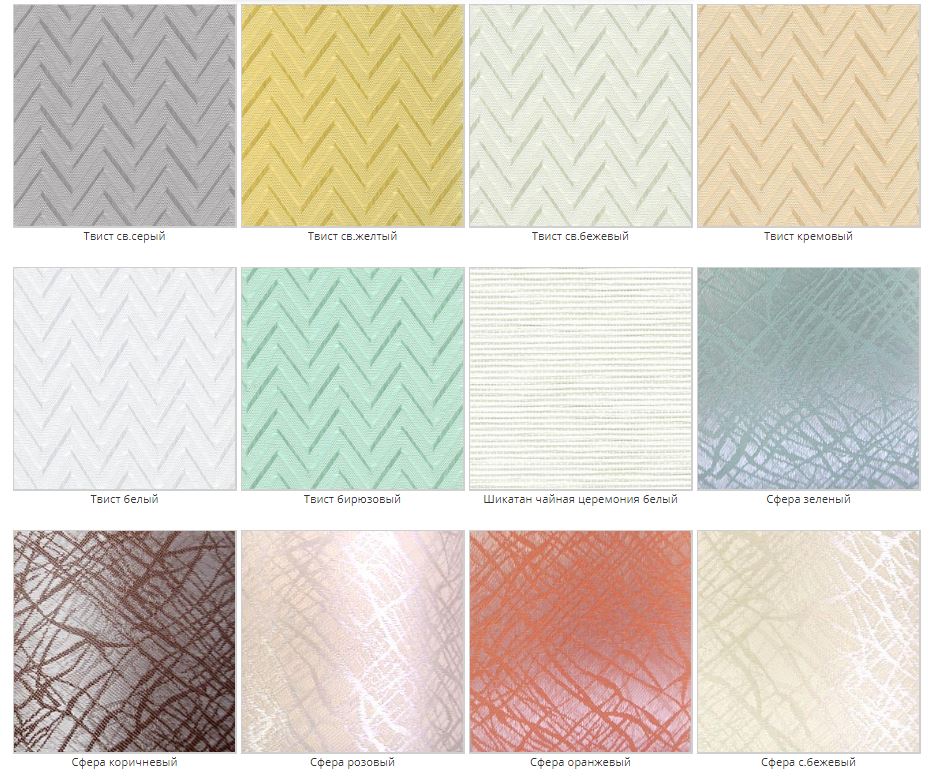 Твист св.серый
Твист св.желтый
Твист св.бежевый
Твист кремовый
Твист белый
Твист бирюзовый
Шикатан чайная церемония белый
Сфера зеленый
Сфера коричневый
Сфера розовый
Сфера оранжевый
Сфера с.бежевый